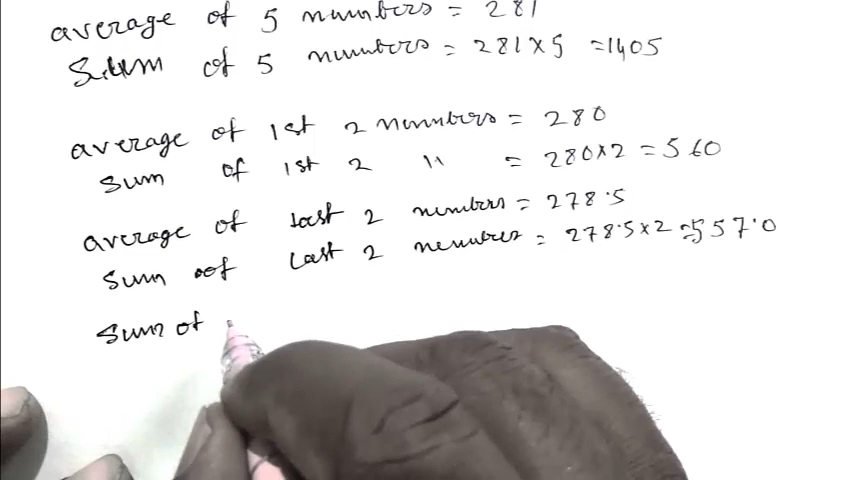 average of 5 numbers = 281
Sum of 5 numbers = 281×5 =1405
average of 1st 2 numbers = 280
Sum of 1st 2 " = 280×2 = 560
average of last 2 numbers = 278.5
Sum of last 2 numbers = 278.5×2 = 557.0
Sum of